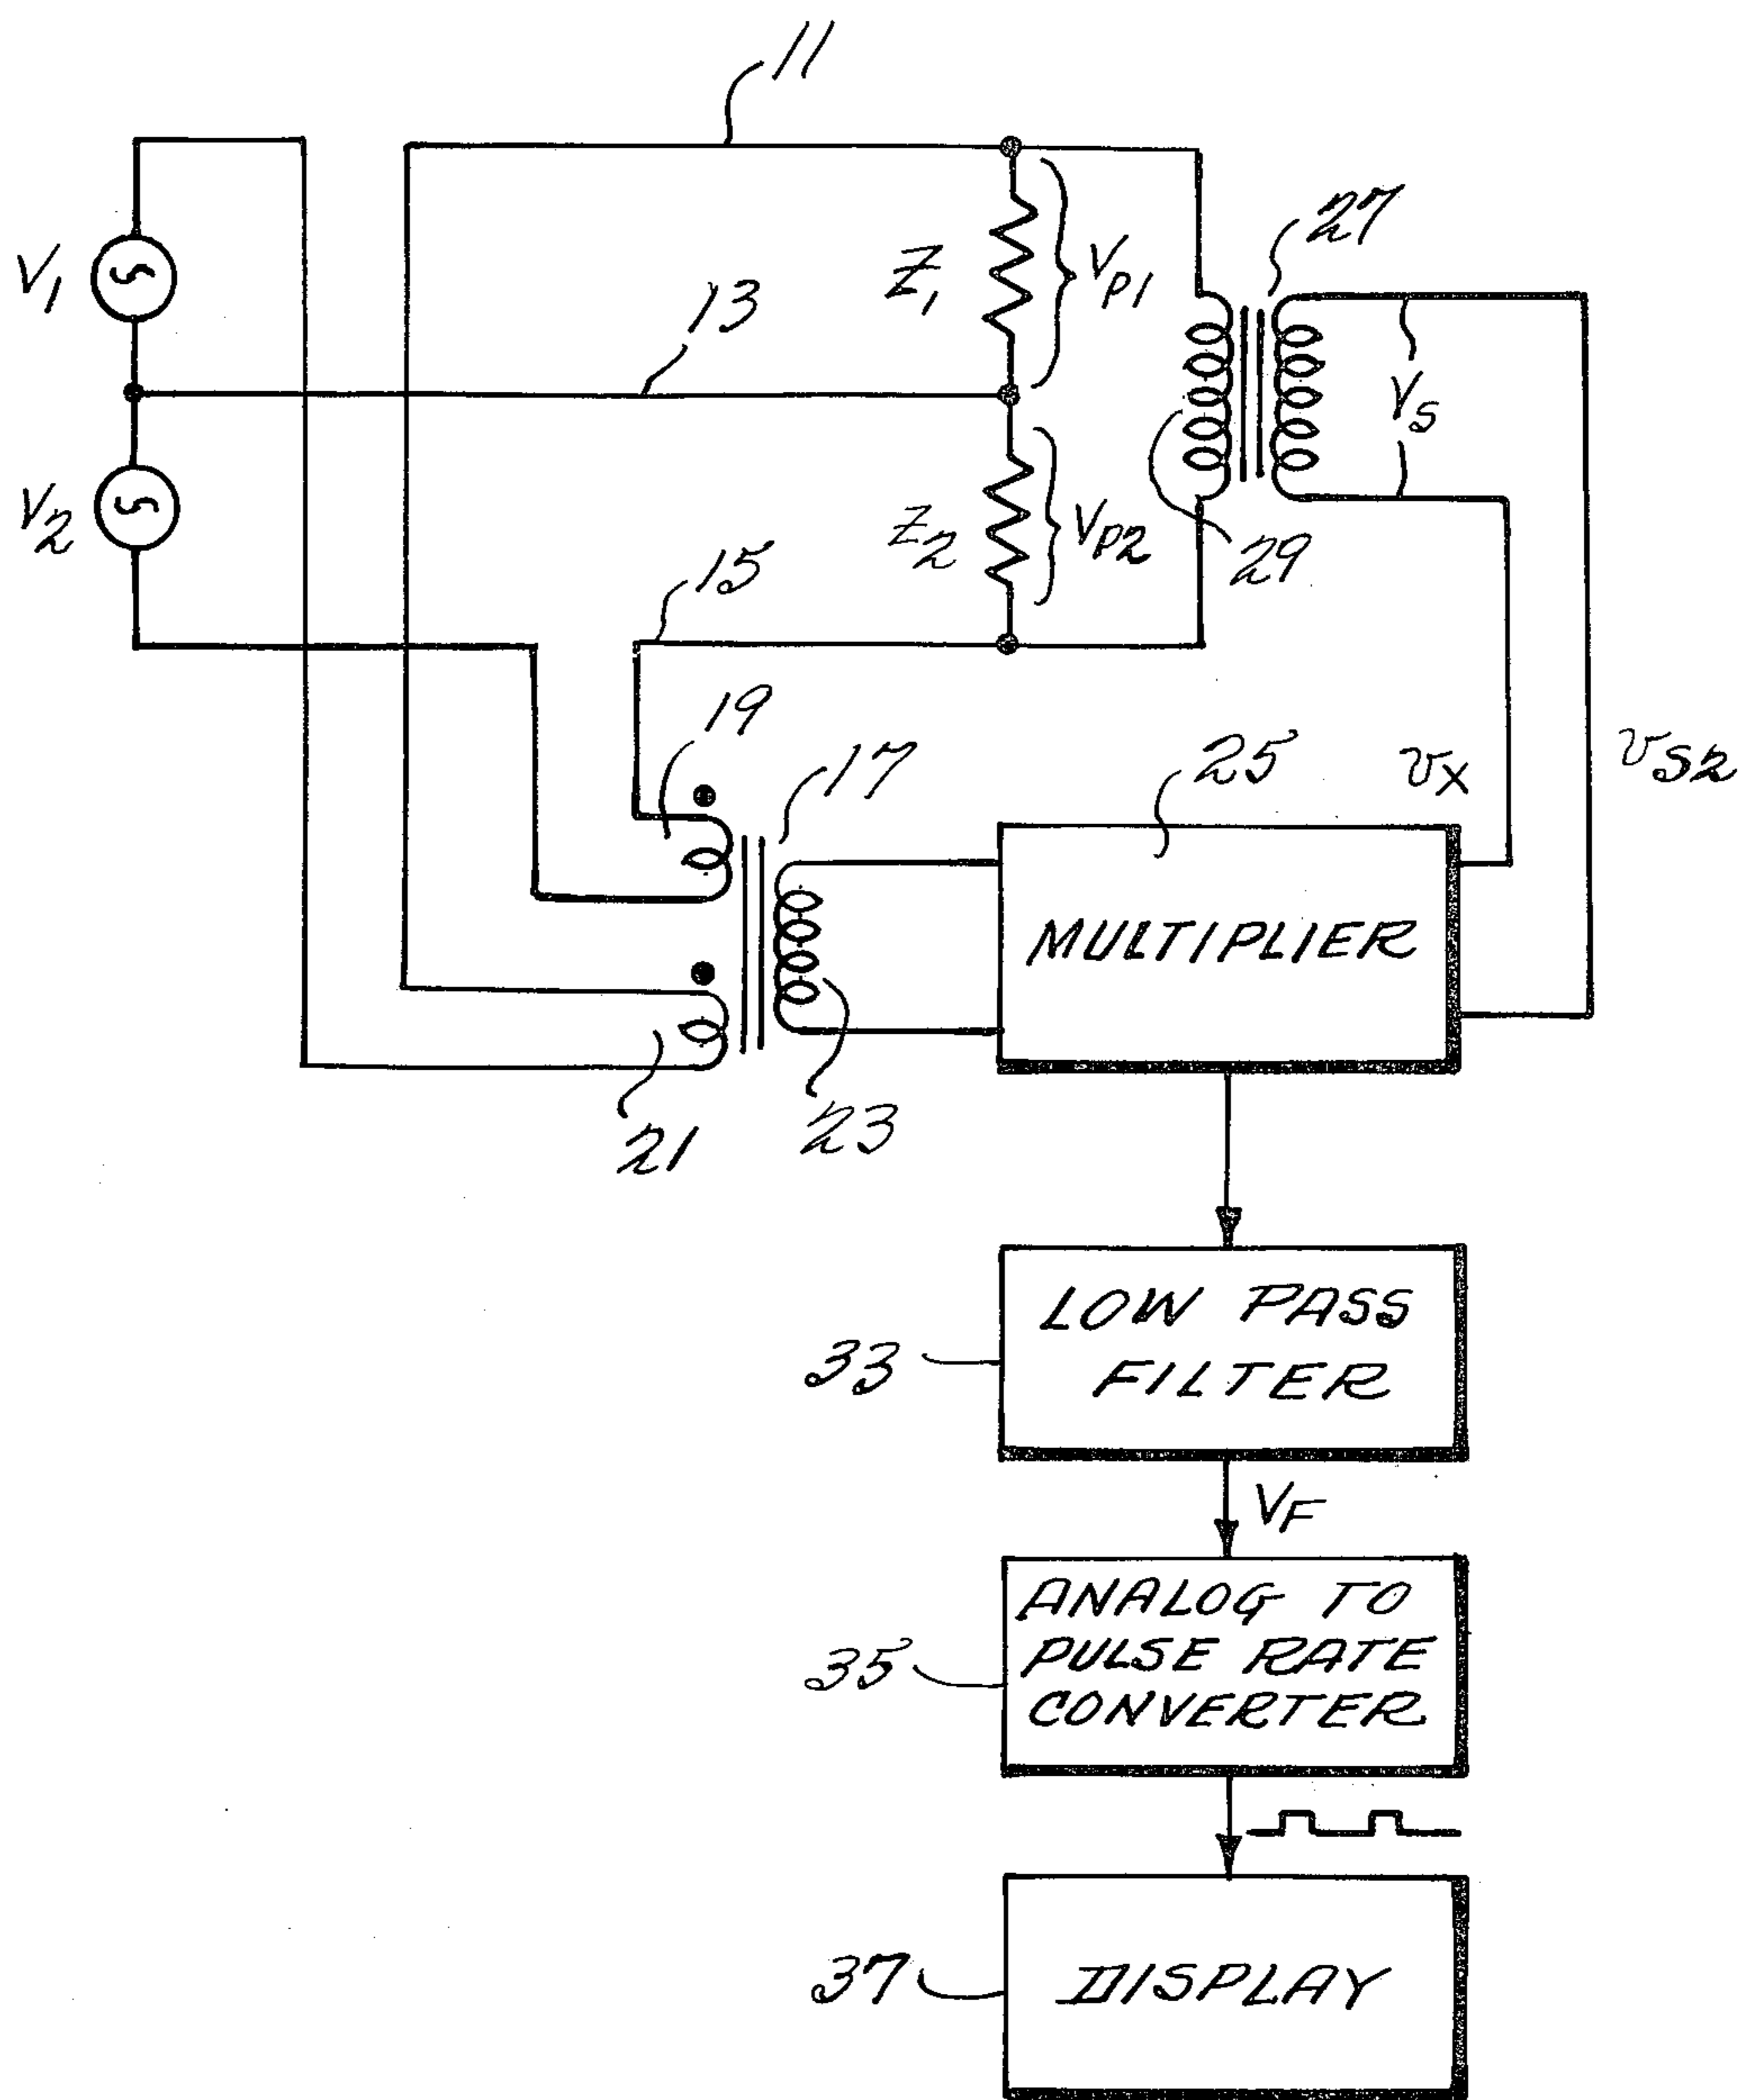 11
V1
Z1
VP1
27
13
VS
V2
Z2
VP2
29
15
19
17
25
vX
vS2
MULTIPLIER
21
23
LOW PASS
FILTER
33
VF
ANALOG TO
PULSE RATE
CONVERTER
35
37
DISPLAY